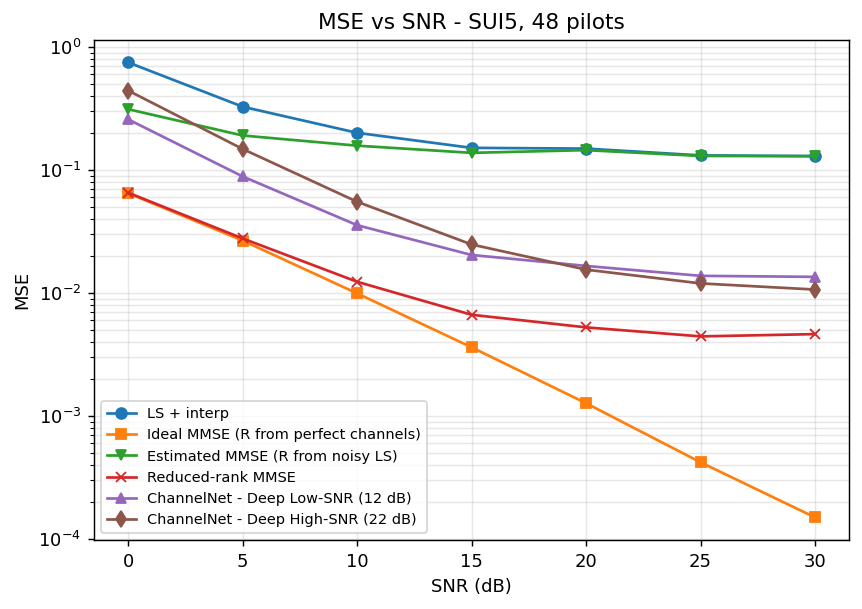 MSE vs SNR - SUI5, 48 pilots
10⁰
10⁻¹
10⁻²
10⁻³
10⁻⁴
MSE
LS + interp
Ideal MMSE (R from perfect channels)
Estimated MMSE (R from noisy LS)
Reduced-rank MMSE
ChannelNet - Deep Low-SNR (12 dB)
ChannelNet - Deep High-SNR (22 dB)
0 5 10 15 20 25 30
SNR (dB)